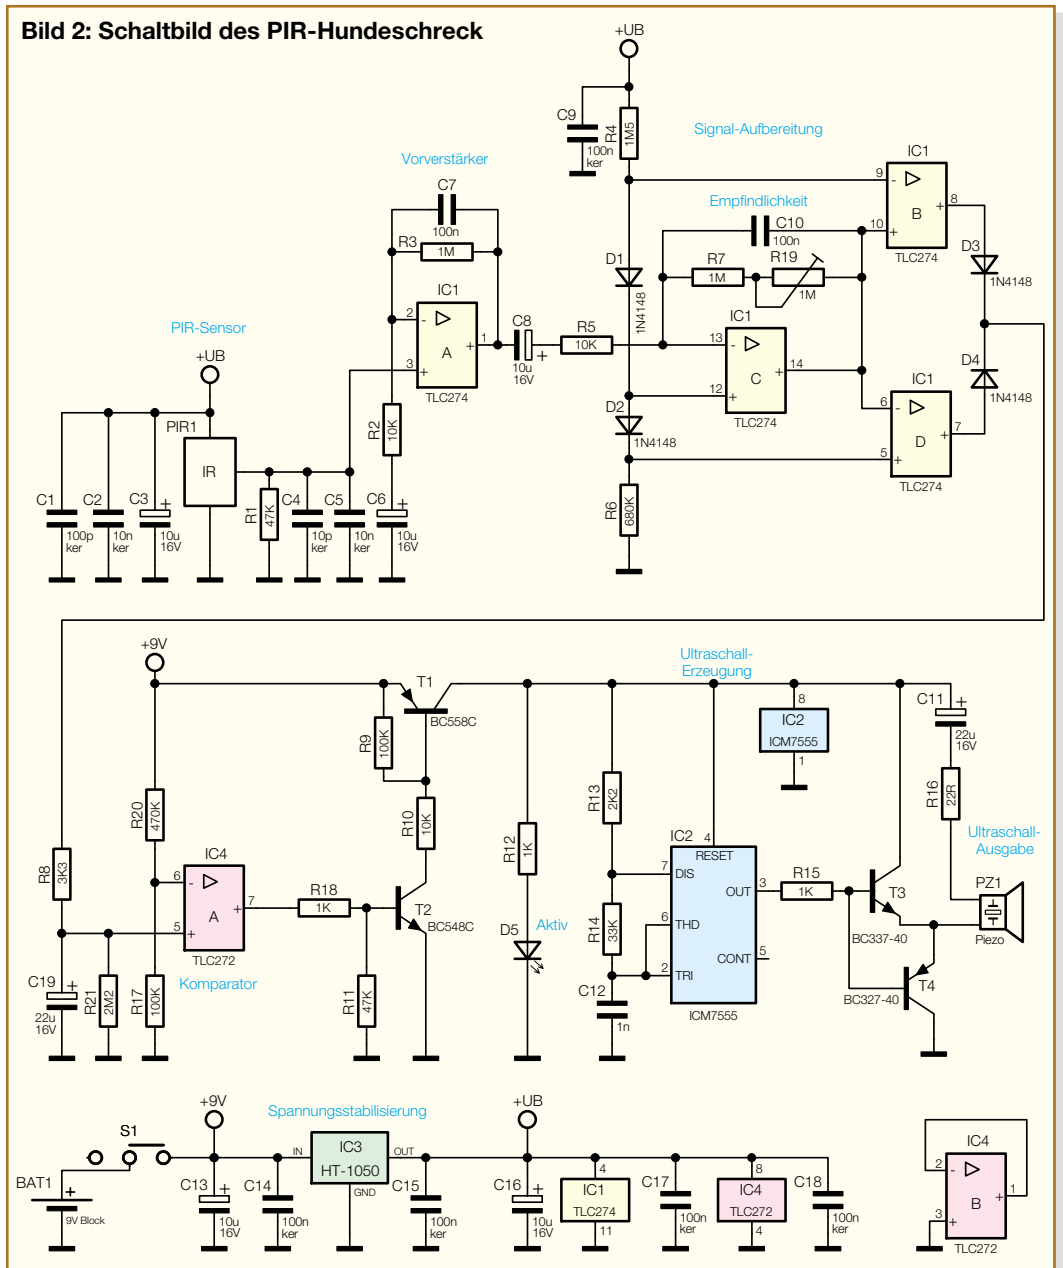 Bild 2: Schaltbild des PIR-Hundeschreck
+UB
C9
100n
ker
R4
1M5
Signal-Aufbereitung
IC1
9
-
B
+
8
10
+
TLC274
Vorverstärker
C7
100n
R3
1M
Empfindlichkeit
C10
100n
R7
1M
R19
1M
D1
1N4148
D3
1N4148
IC1
2
-
A
+
1
3
+
TLC274
C8
+
10u
16V
R5
10K
IC1
13
-
C
14
12
+
TLC274
D4
1N4148
IC1
6
-
D
+
7
5
+
TLC274
D2
1N4148
R6
680K
PIR-Sensor
+UB
PIR1
IR
C1
100p
ker
C2
10n
ker
C3
+
10u
16V
R1
47K
C4
10p
ker
C5
10n
ker
R2
10K
C6
+
10u
16V
+9V
T1
BC558C
R9
100K
R10
10K
R20
470K
R8
3K3
IC4
6
-
A
+
7
5
+
TLC272
Komparator
C19
+
22u
16V
R21
2M2
R17
100K
R18
1K
R11
47K
T2
BC548C
R12
1K
D5
Aktiv
Ultraschall-
Erzeugung
R13
2K2
R14
33K
C12
1n
IC2
4
RESET
7
DIS
OUT
3
6
THD
CONT
5
2
TRI
ICM7555
8
IC2
ICM7555
1
R15
1K
T3
BC337-40
T4
BC327-40
C11
+
22u
16V
R16
22R
Ultraschall-
Ausgabe
PZ1
Piezo
S1
BAT1
+
9V Block
+9V
Spannungsstabilisierung
C13
+
10u
16V
C14
100n
ker
IN
IC3
HT-1050
OUT
GND
C15
100n
ker
+UB
C16
+
10u
16V
4
IC1
TLC274
11
C17
100n
ker
8
IC4
TLC272
4
C18
100n
ker
IC4
2
-
B
1
3
+
TLC272